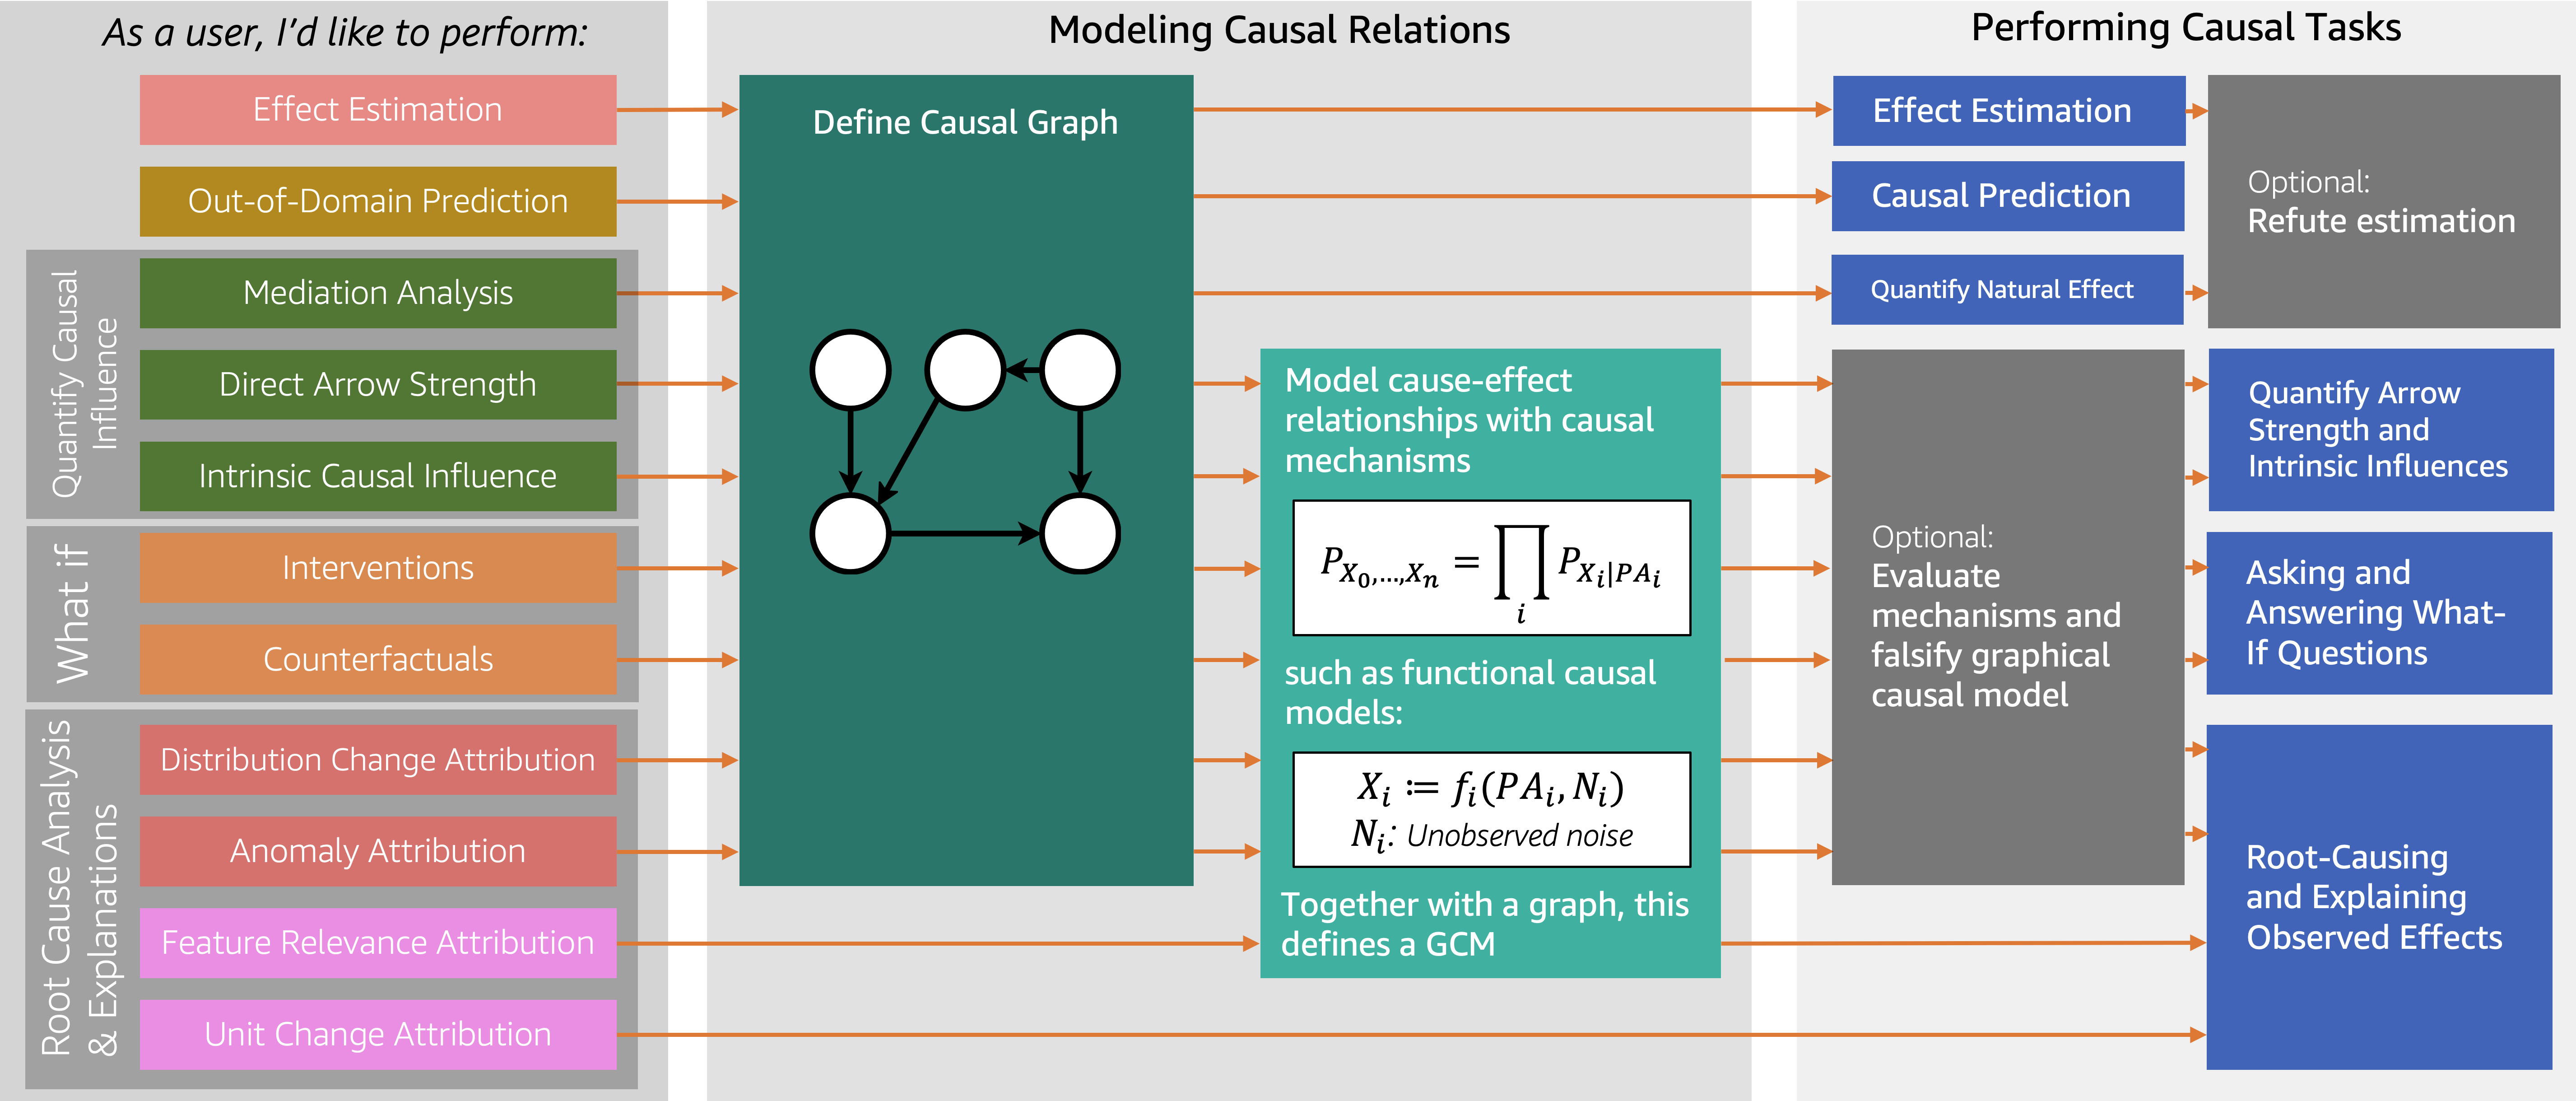 As a user, I’d like to perform:
Effect Estimation
Out-of-Domain Prediction
Quantify Causal
Influence
Mediation Analysis
Direct Arrow Strength
Intrinsic Causal Influence
What if
Interventions
Counterfactuals
Root Cause Analysis
& Explanations
Distribution Change Attribution
Anomaly Attribution
Feature Relevance Attribution
Unit Change Attribution
Modeling Causal Relations
Define Causal Graph
Model cause-effect
relationships with causal
mechanisms
P_{X_0,…,X_n} = ∏_i P_{X_i|PA_i}
such as functional causal
models:
X_i ≔ f_i(PA_i, N_i)
N_i: Unobserved noise
Together with a graph, this
defines a GCM
Performing Causal Tasks
Effect Estimation
Causal Prediction
Quantify Natural Effect
Optional:
Refute estimation
Optional:
Evaluate
mechanisms and
falsify graphical
causal model
Quantify Arrow
Strength and
Intrinsic Influences
Asking and
Answering What-
If Questions
Root-Causing
and Explaining
Observed Effects